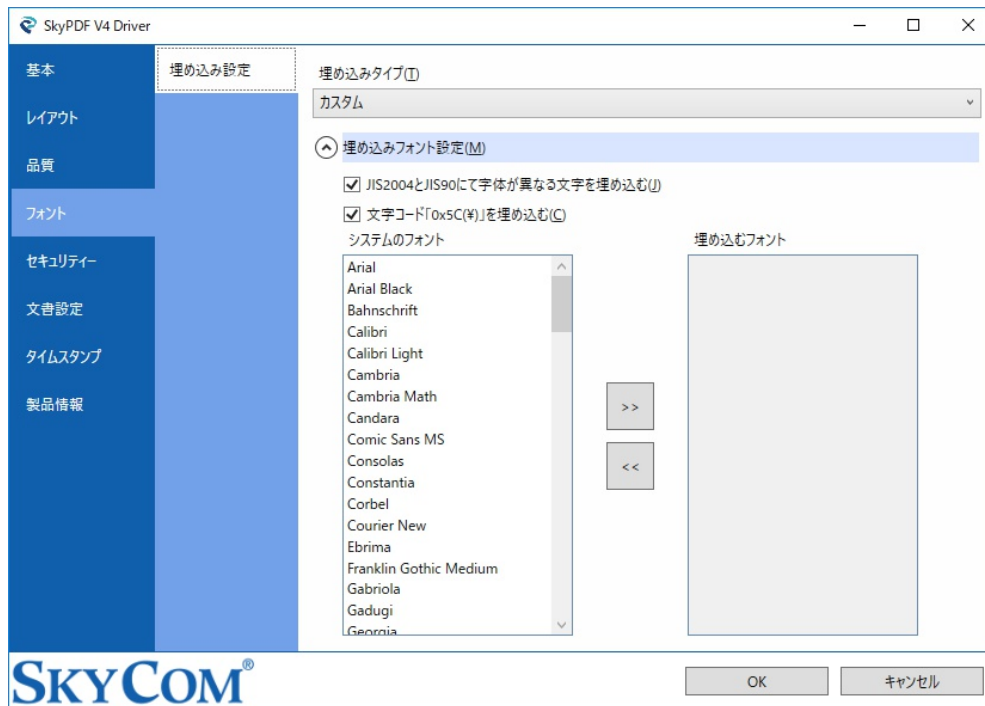 SkyPDF V4 Driver
基本
レイアウト
品質
フォント
セキュリティー
文書設定
タイムスタンプ
製品情報
埋め込み設定
埋め込みタイプ(T)
カスタム
埋め込みフォント設定(M)
JIS2004とJIS90にて字体が異なる文字を埋め込む(J)
文字コード「0x5C(¥)」を埋め込む(C)
システムのフォント
Arial
Arial Black
Bahnschrift
Calibri
Calibri Light
Cambria
Cambria Math
Candara
Comic Sans MS
Consolas
Constantia
Corbel
Courier New
Ebrima
Franklin Gothic Medium
Gabriola
Gadugi
Georgia
>>
<<
埋め込むフォント
SKYCOM®
OK
キャンセル